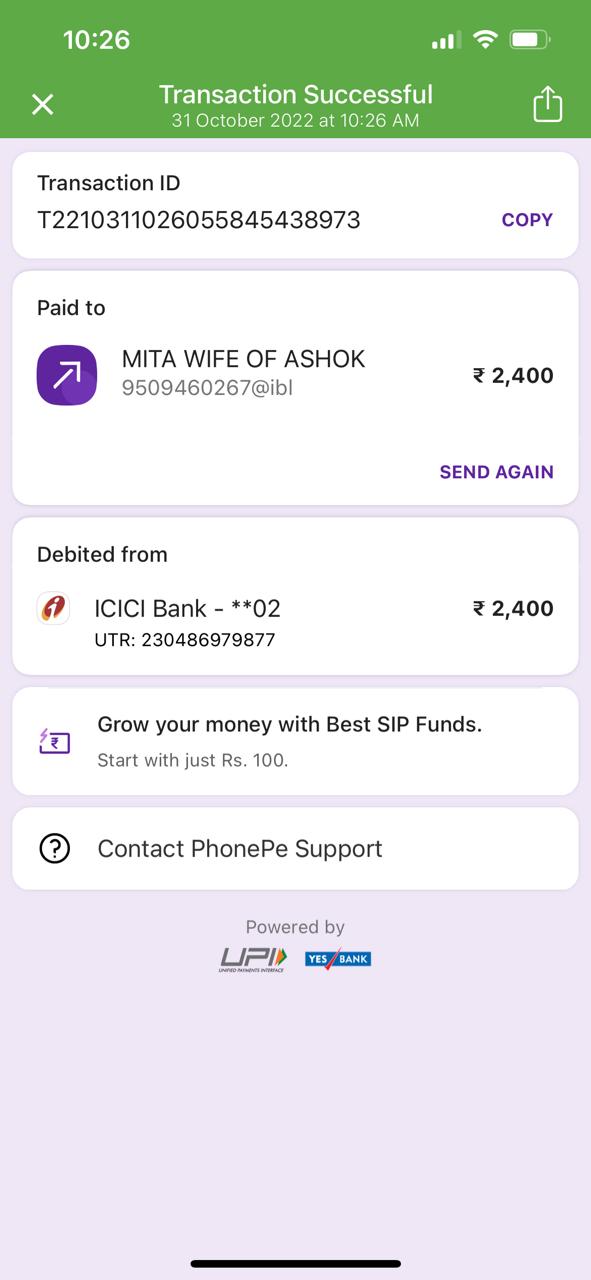 10:26
Transaction Successful
31 October 2022 at 10:26 AM
Transaction ID
T2210311026055845438973
COPY
Paid to
MITA WIFE OF ASHOK
₹ 2,400
9509460267@ibl
SEND AGAIN
Debited from
ICICI Bank - **02
₹ 2,400
UTR: 230486979877
Grow your money with Best SIP Funds.
Start with just Rs. 100.
Contact PhonePe Support
Powered by
UPI
UNIFIED PAYMENTS INTERFACE
YES BANK